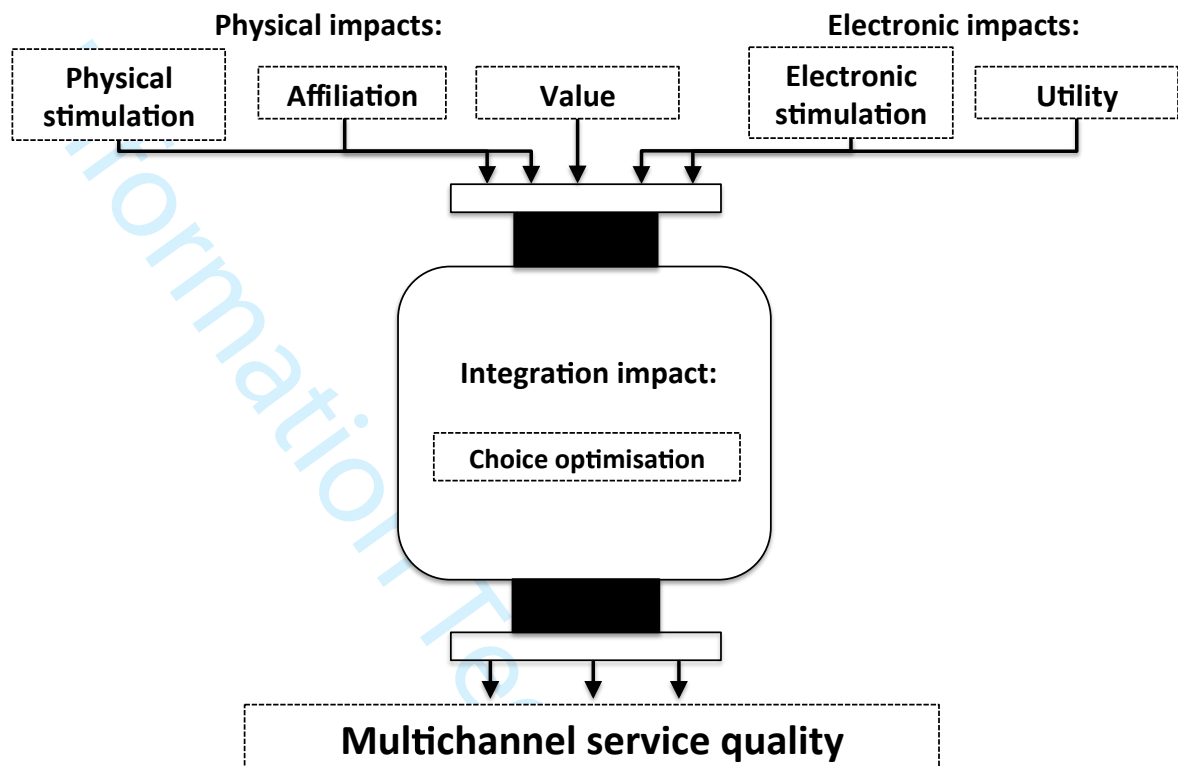 Physical impacts:
Electronic impacts:
Physical
stimulation
Affiliation
Value
Electronic
stimulation
Utility
Integration impact:
Choice optimisation
Multichannel service quality